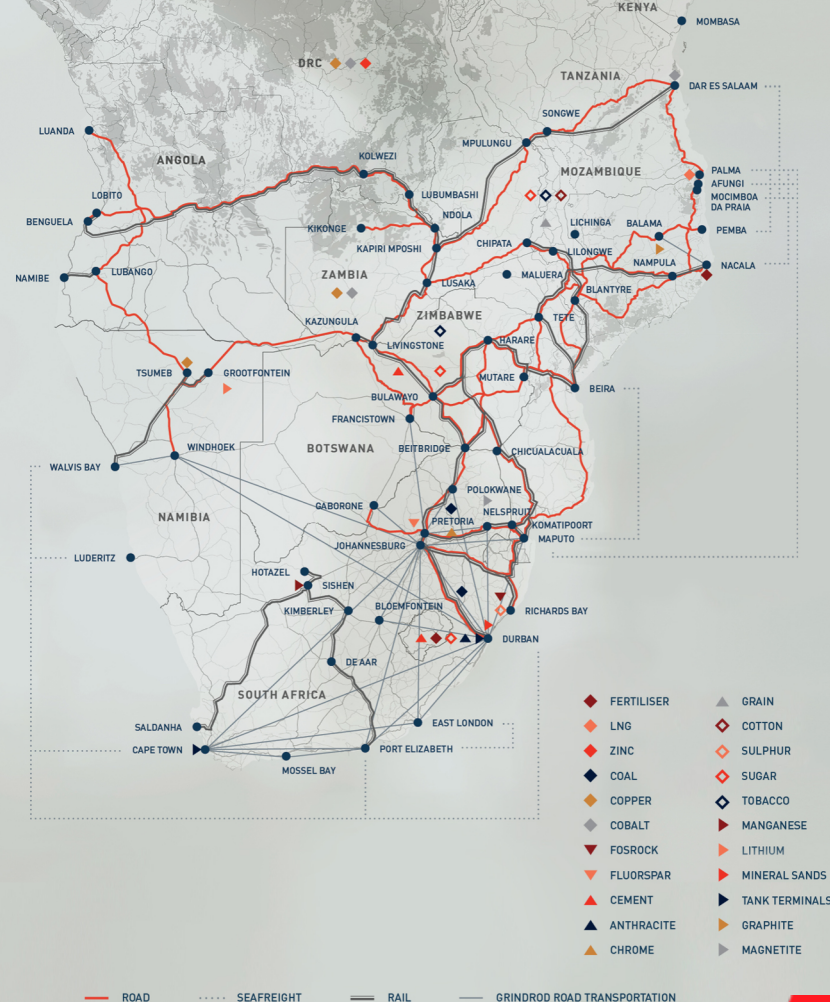 KENYA
MOMBASA
DRC
TANZANIA
DAR ES SALAAM
SONGWE
LUANDA
MPULUNGU
ANGOLA
KOLWEZI
MOZAMBIQUE
PALMA
AFUNGI
MOCIMBOA
DA PRAIA
LOBITO
LUBUMBASHI
BENGUELA
NDOLA
KIKONGE
LICHINGA
BALAMA
PEMBA
KAPIRI MPOSHI
CHIPATA
LILONGWE
NAMPULA
NACALA
NAMIBE
LUBANGO
ZAMBIA
LUSAKA
MALUERA
BLANTYRE
KAZUNGULA
ZIMBABWE
TETE
LIVINGSTONE
HARARE
TSUMEB
GROOTFONTEIN
MUTARE
BEIRA
BULAWAYO
FRANCISTOWN
WINDHOEK
BOTSWANA
BEITBRIDGE
CHICUALACUALA
WALVIS BAY
POLOKWANE
GABORONE
NELSPRUIT
NAMIBIA
PRETORIA
KOMATIPOORT
JOHANNESBURG
MAPUTO
LUDERITZ
HOTAZEL
SISHEN
KIMBERLEY
BLOEMFONTEIN
RICHARDS BAY
DURBAN
DE AAR
SOUTH AFRICA
SALDANHA
EAST LONDON
CAPE TOWN
PORT ELIZABETH
MOSSEL BAY
FERTILISER
LNG
ZINC
COAL
COPPER
COBALT
FOSROCK
FLUORSPAR
CEMENT
ANTHRACITE
CHROME
GRAIN
COTTON
SULPHUR
SUGAR
TOBACCO
MANGANESE
LITHIUM
MINERAL SANDS
TANK TERMINALS
GRAPHITE
MAGNETITE
ROAD
SEAFREIGHT
RAIL
GRINDROD ROAD TRANSPORTATION